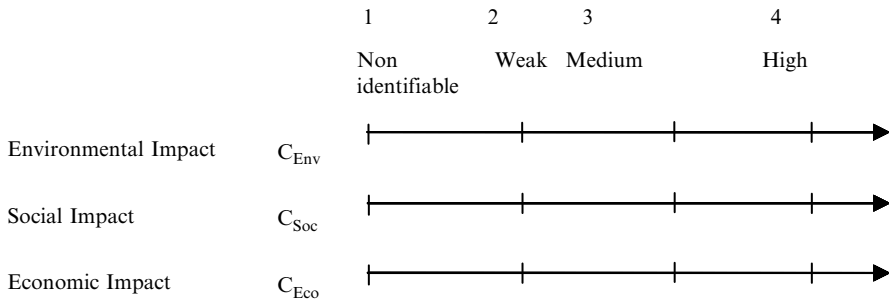 1 2 3 4
Non Weak Medium High
identifiable
Environmental Impact C_Env
Social Impact C_Soc
Economic Impact C_Eco